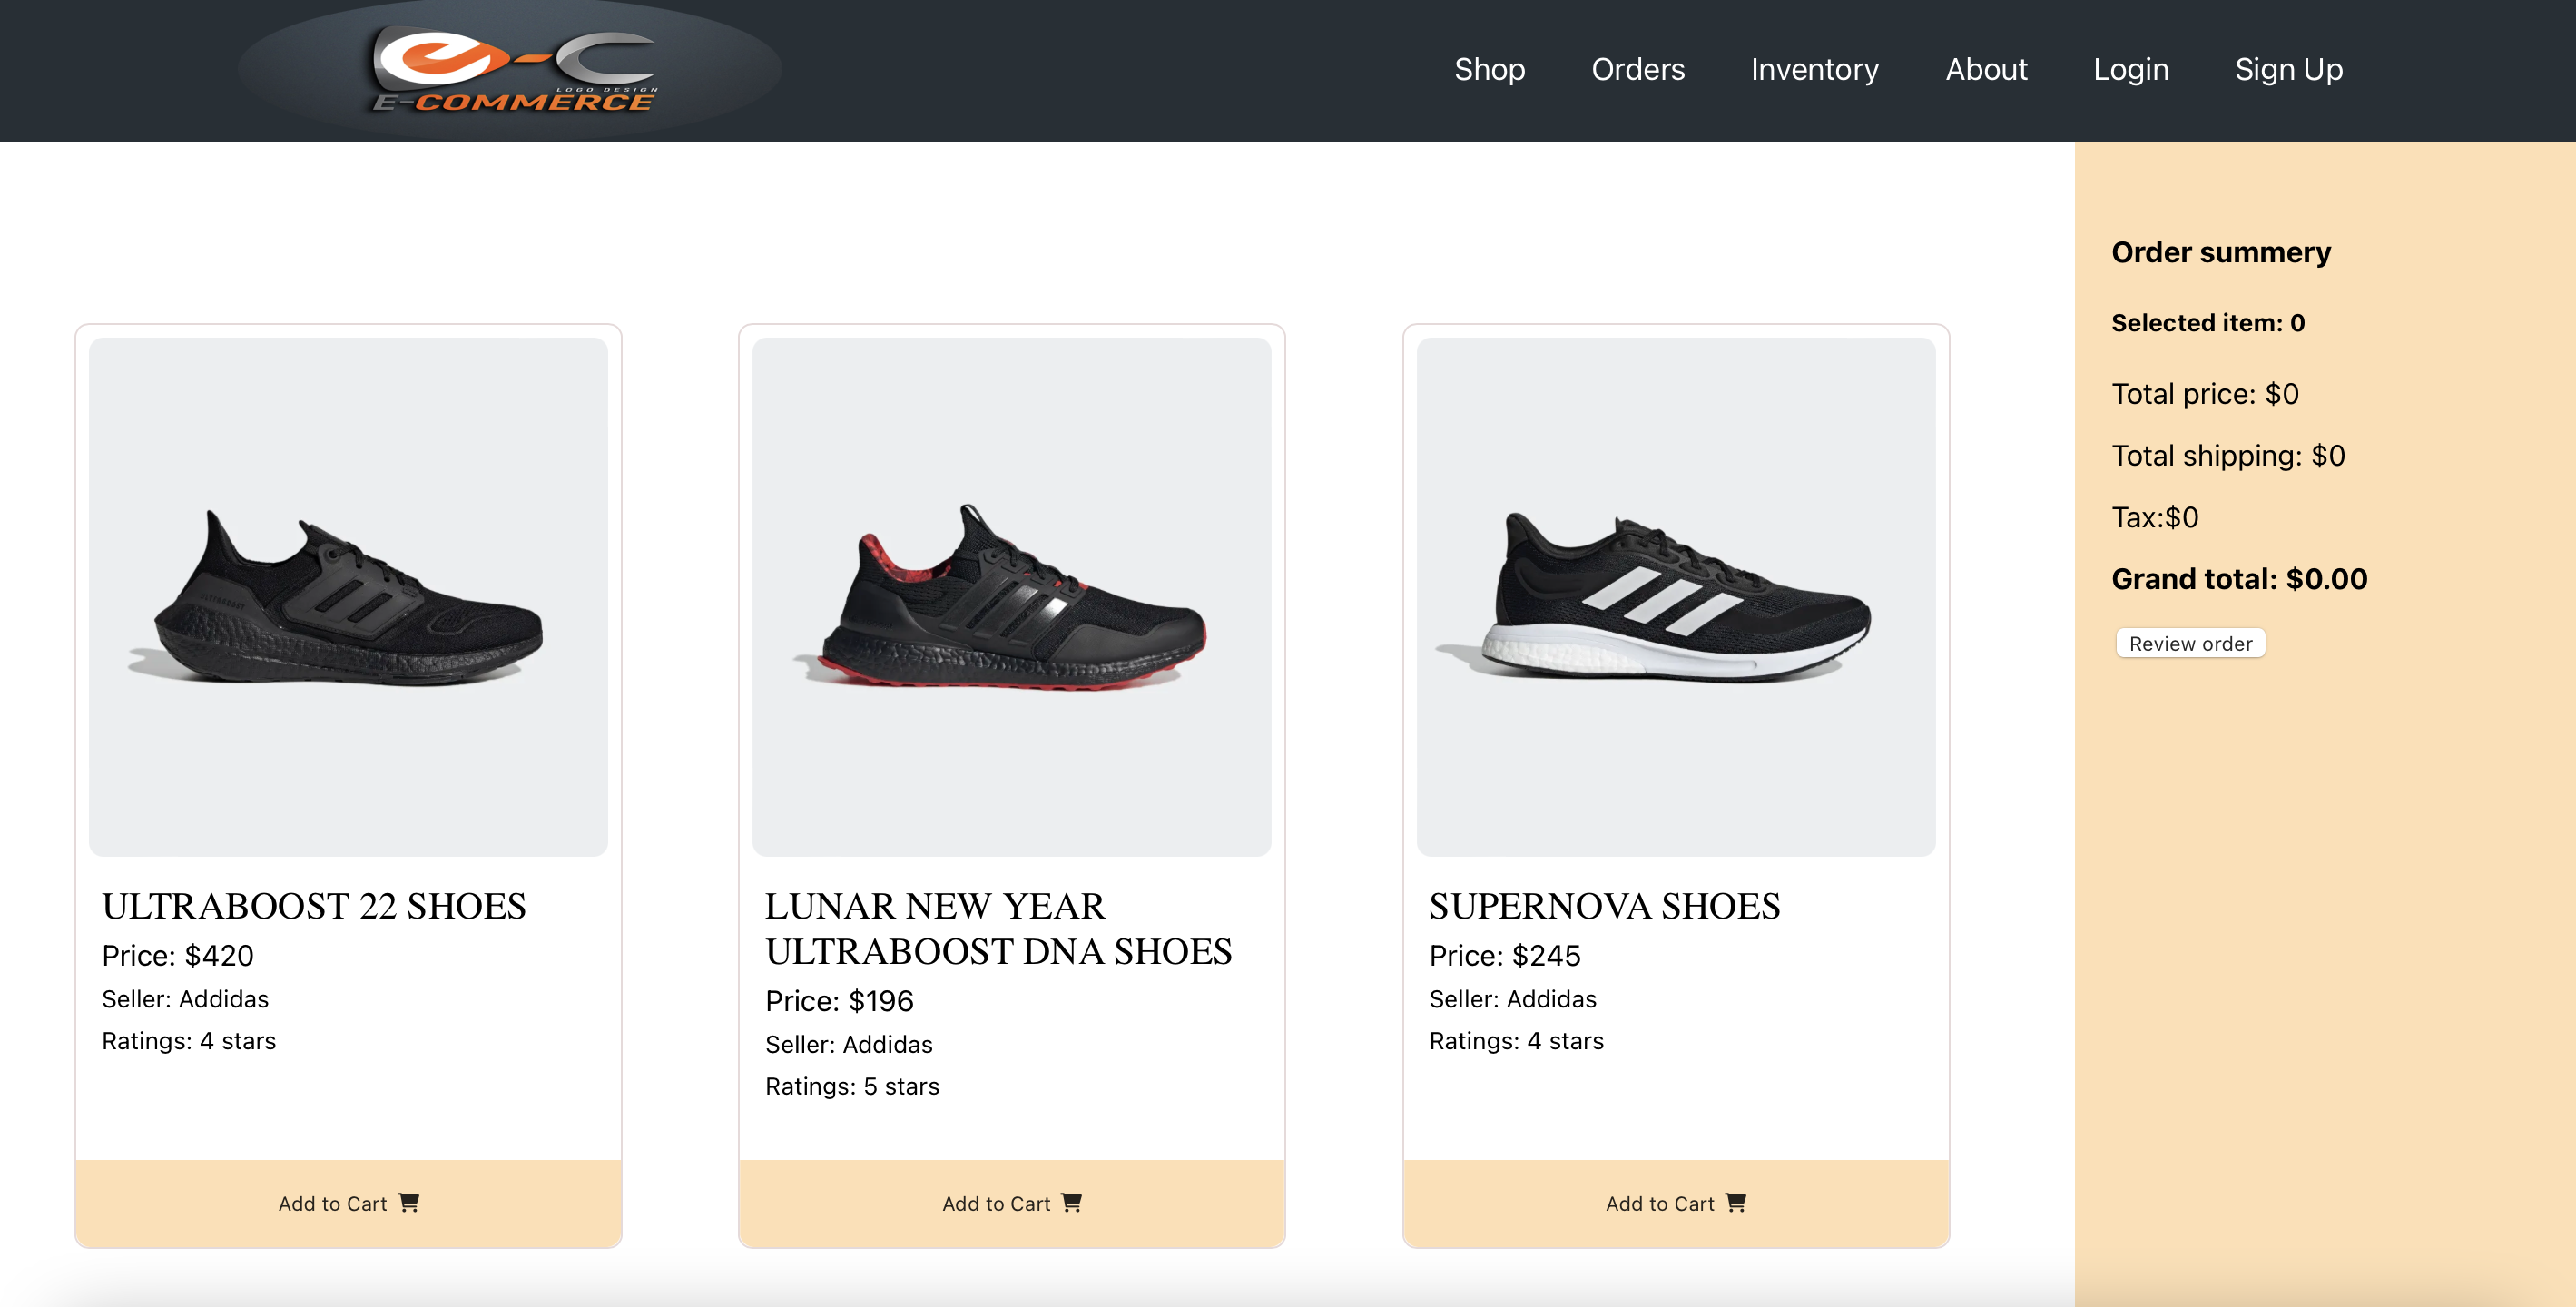 e-C
LOGO DESIGN
E-COMMERCE
Shop
Orders
Inventory
About
Login
Sign Up
Order summery
Selected item: 0
Total price: $0
Total shipping: $0
Tax:$0
Grand total: $0.00
Review order
ULTRABOOST 22 SHOES
Price: $420
Seller: Addidas
Ratings: 4 stars
Add to Cart
LUNAR NEW YEAR
ULTRABOOST DNA SHOES
Price: $196
Seller: Addidas
Ratings: 5 stars
Add to Cart
SUPERNOVA SHOES
Price: $245
Seller: Addidas
Ratings: 4 stars
Add to Cart